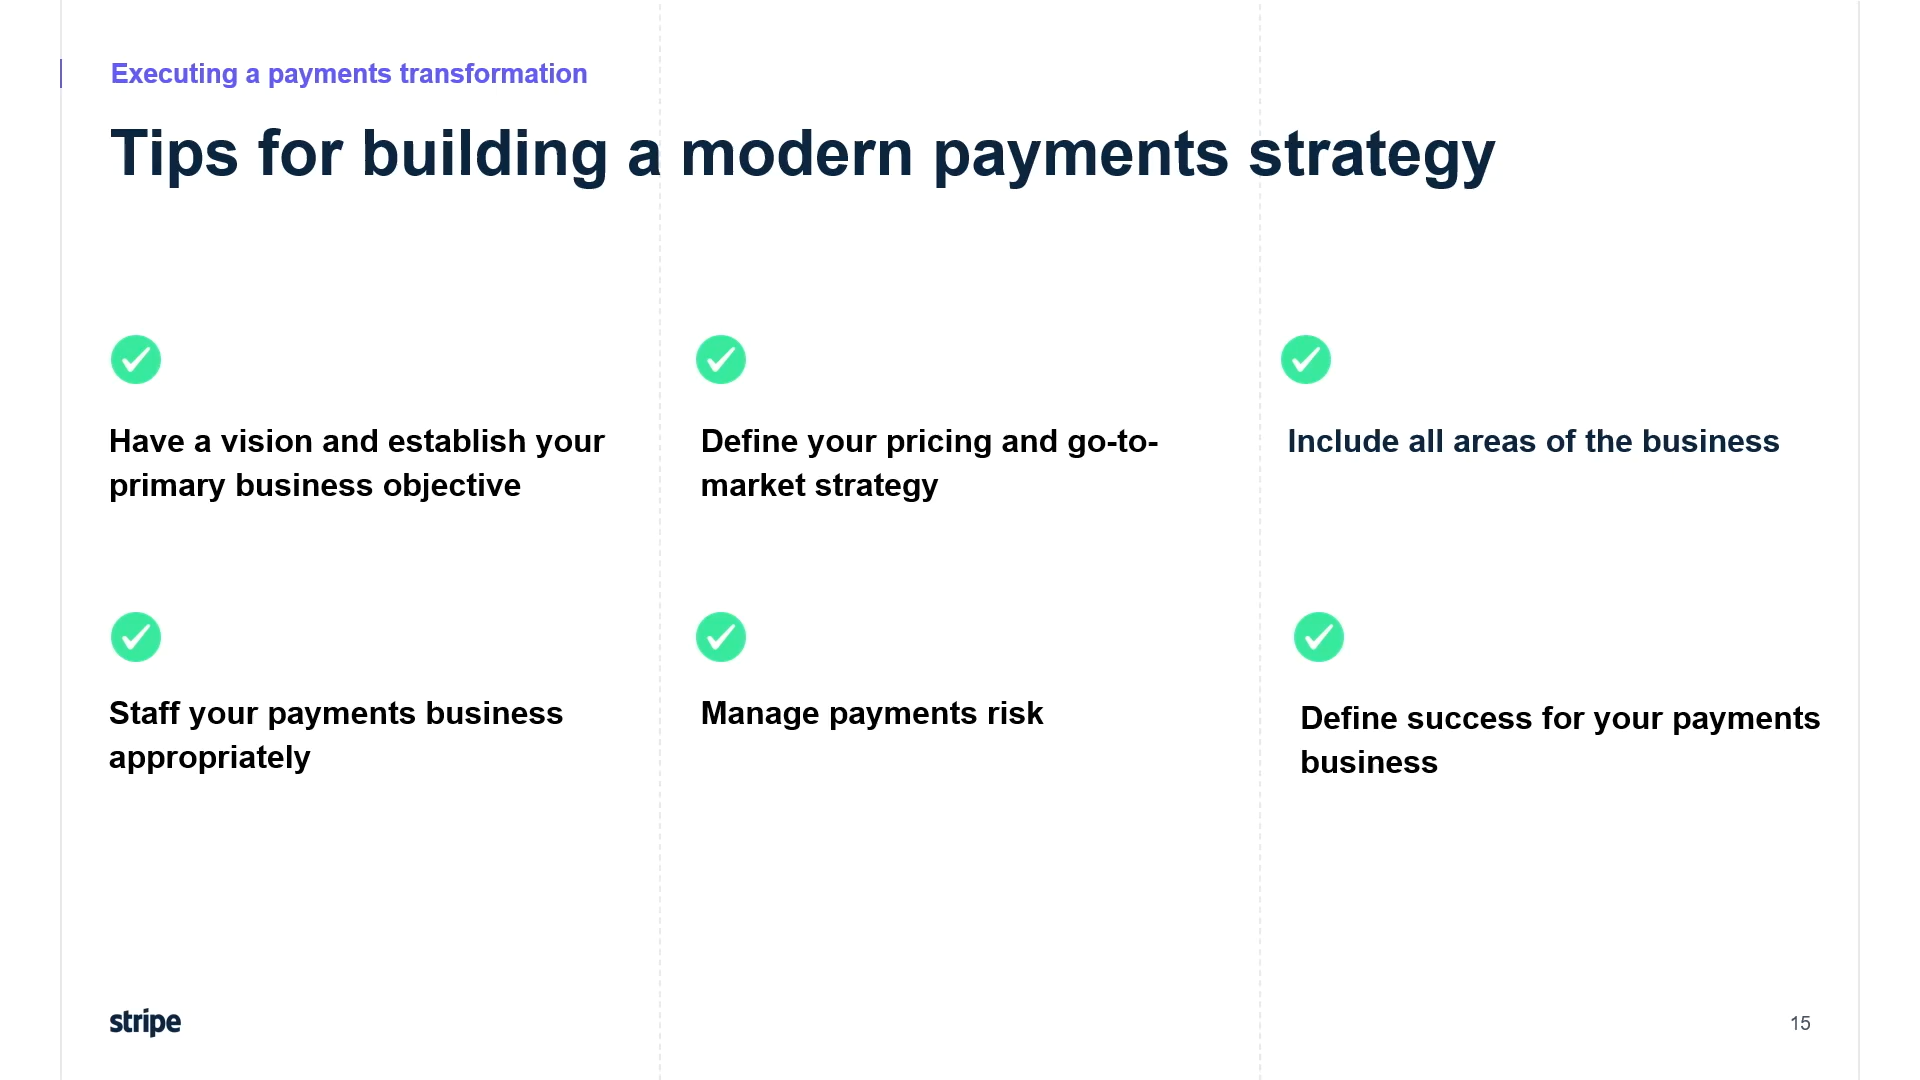 Executing a payments transformation
Tips for building a modern payments strategy
Have a vision and establish your
primary business objective
Define your pricing and go-to-
market strategy
Include all areas of the business
Staff your payments business
appropriately
Manage payments risk
Define success for your payments
business
stripe
15